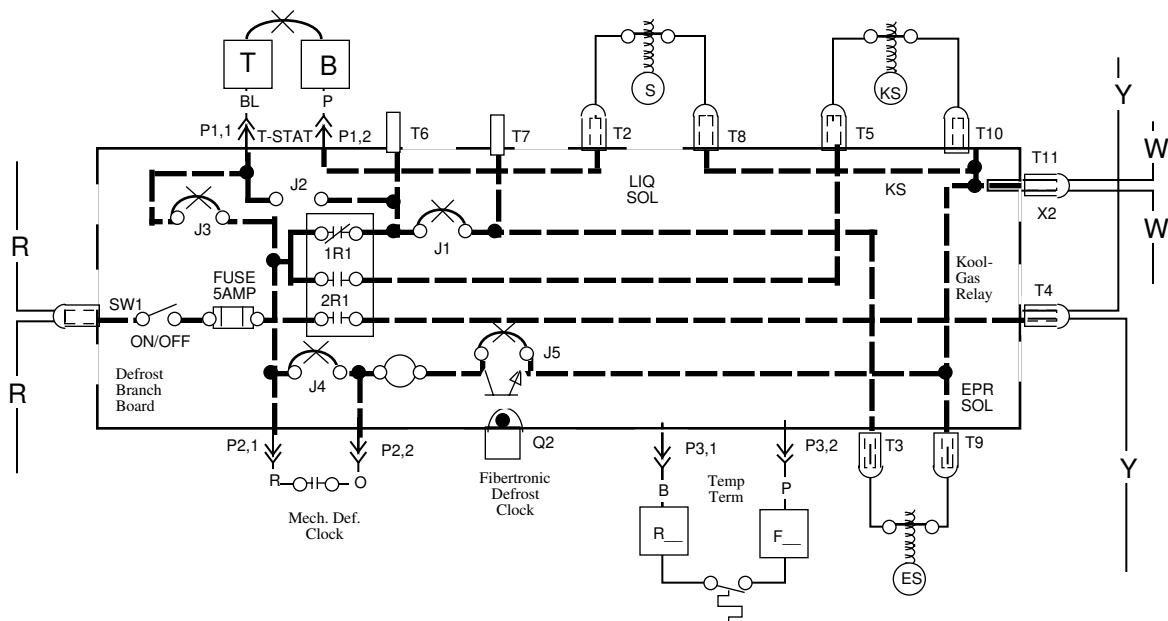 T
B
BL
P
P1,1
T-STAT
P1,2
T6
T7
S
T2
T8
KS
T5
T10
Y
W
T11
X2
W
R
J2
LIQ
SOL
KS
J3
1R1
J1
Kool-
Gas
Relay
FUSE
5AMP
SW1
2R1
T4
ON/OFF
J5
J4
Defrost
Branch
Board
EPR
SOL
R
P2,1
P2,2
Q2
P3,1
P3,2
T3
T9
Y
Fibertronic
Defrost
Clock
Temp
Term
R
O
B
P
Mech. Def.
Clock
R__
F__
ES